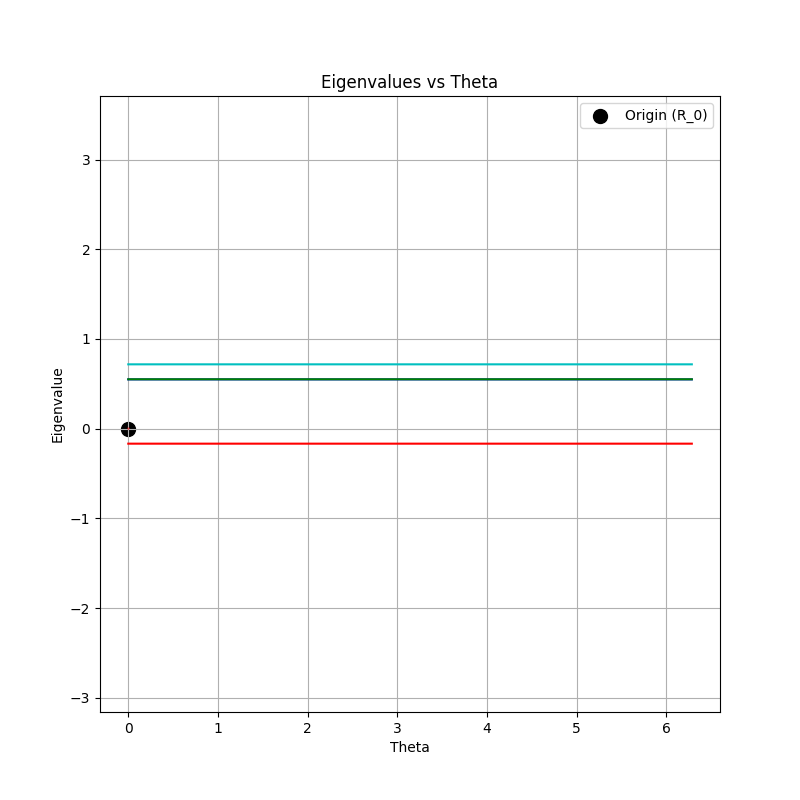 Eigenvalues vs Theta
Origin (R_0)
3
2
1
0
−1
−2
−3
Eigenvalue
0 1 2 3 4 5 6
Theta